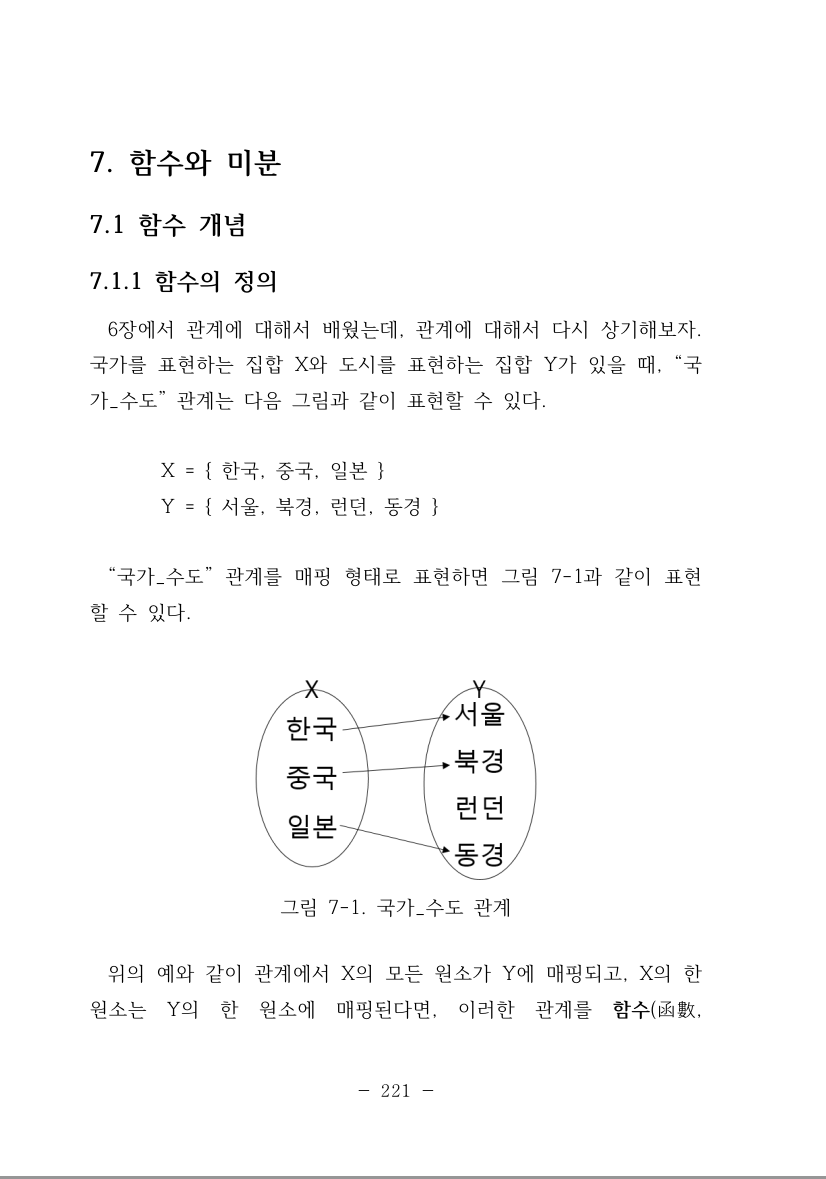 7. 함수와 미분
7.1 함수 개념
7.1.1 함수의 정의
6장에서 관계에 대해서 배웠는데, 관계에 대해서 다시 상기해보자.
국가를 표현하는 집합 X와 도시를 표현하는 집합 Y가 있을 때, “국
가_수도” 관계는 다음 그림과 같이 표현할 수 있다.
X = { 한국, 중국, 일본 }
Y = { 서울, 북경, 런던, 동경 }
“국가_수도” 관계를 매핑 형태로 표현하면 그림 7-1과 같이 표현
할 수 있다.
X
한국
중국
일본
Y
서울
북경
런던
동경
그림 7-1. 국가_수도 관계
위의 예와 같이 관계에서 X의 모든 원소가 Y에 매핑되고, X의 한
원소는 Y의 한 원소에 매핑된다면, 이러한 관계를 함수(函數,
- 221 -